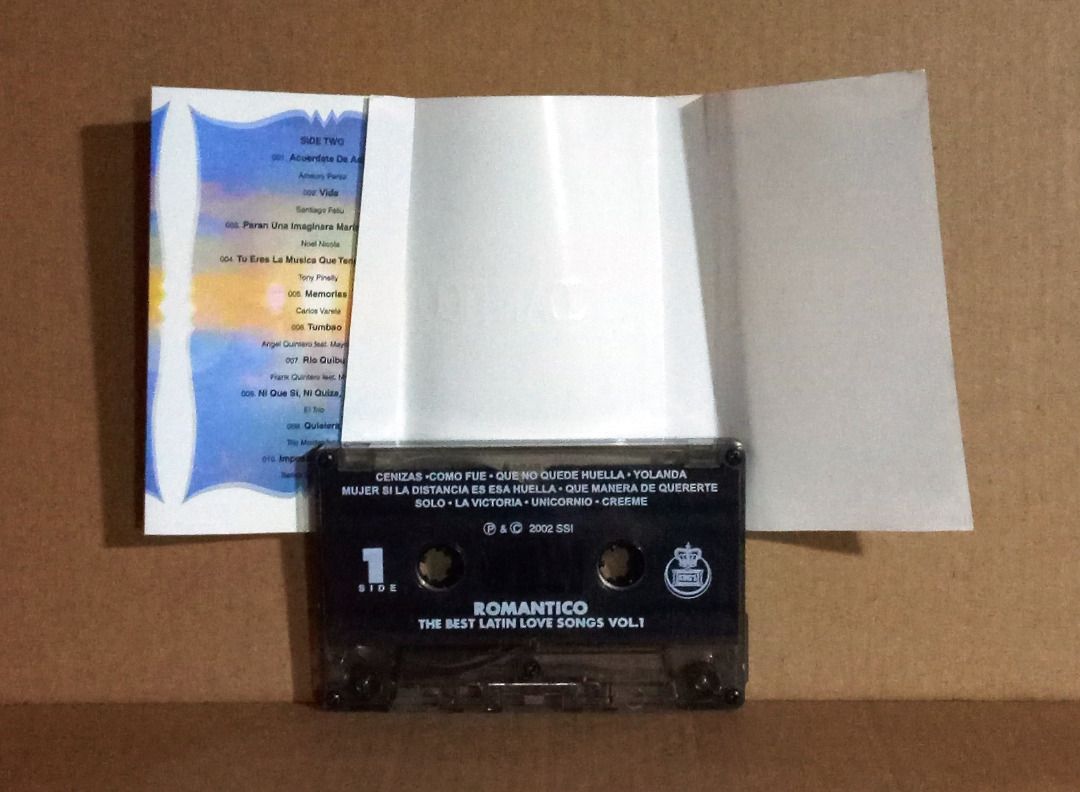 SIDE TWO
001. Acuerdate De
Amaury Perez
002. Vida
Santiago Feliu
003. Paran Una Imaginara
Noel Nicola
004. Tu Eres La Musica Que
Tony Pinelly
005. Memorias
Carlos Varela
006. Tumbao
Angel Quintero feat.
007. Rio
Frank Quintero feat.
008. Ni Que Si, Ni Quiza,
El Trio
009.
Trio
010.
CENIZAS •COMO FUE • QUE NO QUEDE HUELLA • YOLANDA
MUJER SI LA DISTANCIA ES ESA HUELLA • QUE MANERA DE QUERERTE
SOLO • LA VICTORIA • UNICORNIO • CREEME
Ⓟ & © 2002 SSI
1
SIDE
KING'S
ROMANTICO
THE BEST LATIN LOVE SONGS VOL.1